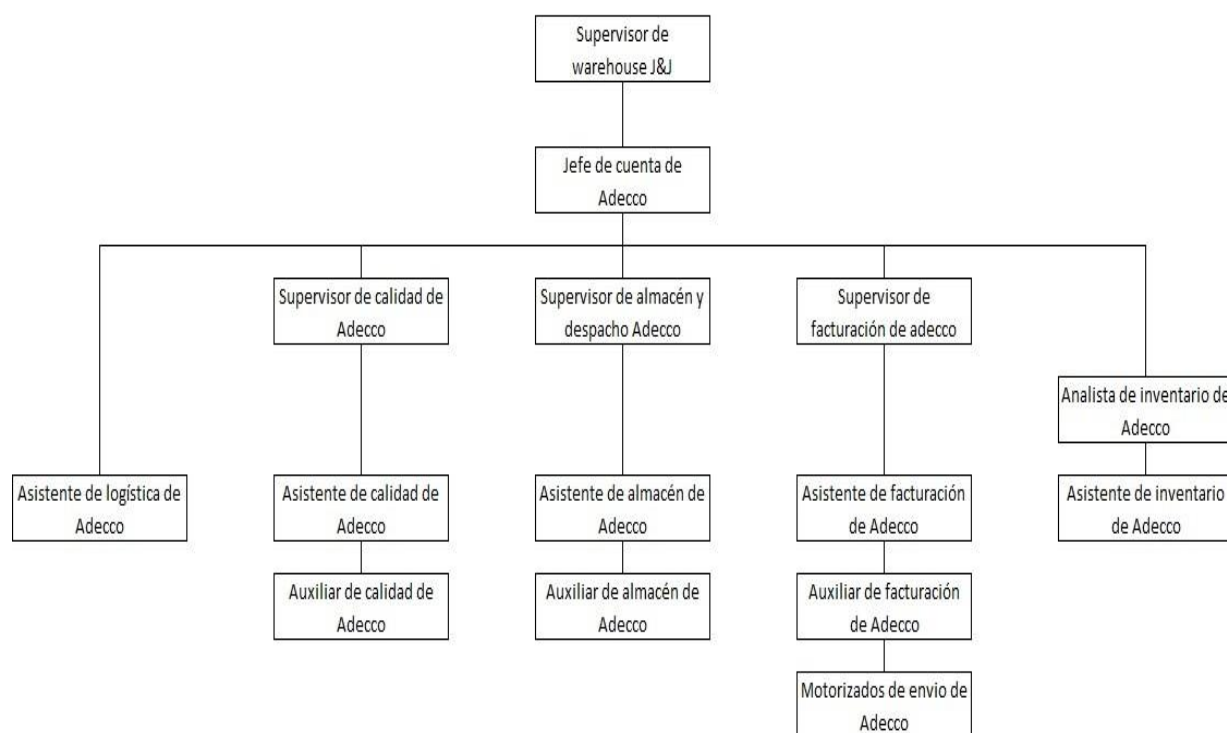 Supervisor de
warehouse J&J
Jefe de cuenta de
Adecco
Supervisor de calidad de
Adecco
Supervisor de almacén y
despacho Adecco
Supervisor de
facturación de adecco
Analista de inventario de
Adecco
Asistente de logística de
Adecco
Asistente de calidad de
Adecco
Asistente de almacén de
Adecco
Asistente de facturación
de Adecco
Asistente de inventario
de Adecco
Auxiliar de calidad de
Adecco
Auxiliar de almacén de
Adecco
Auxiliar de facturación
de Adecco
Motorizados de envio de
Adecco